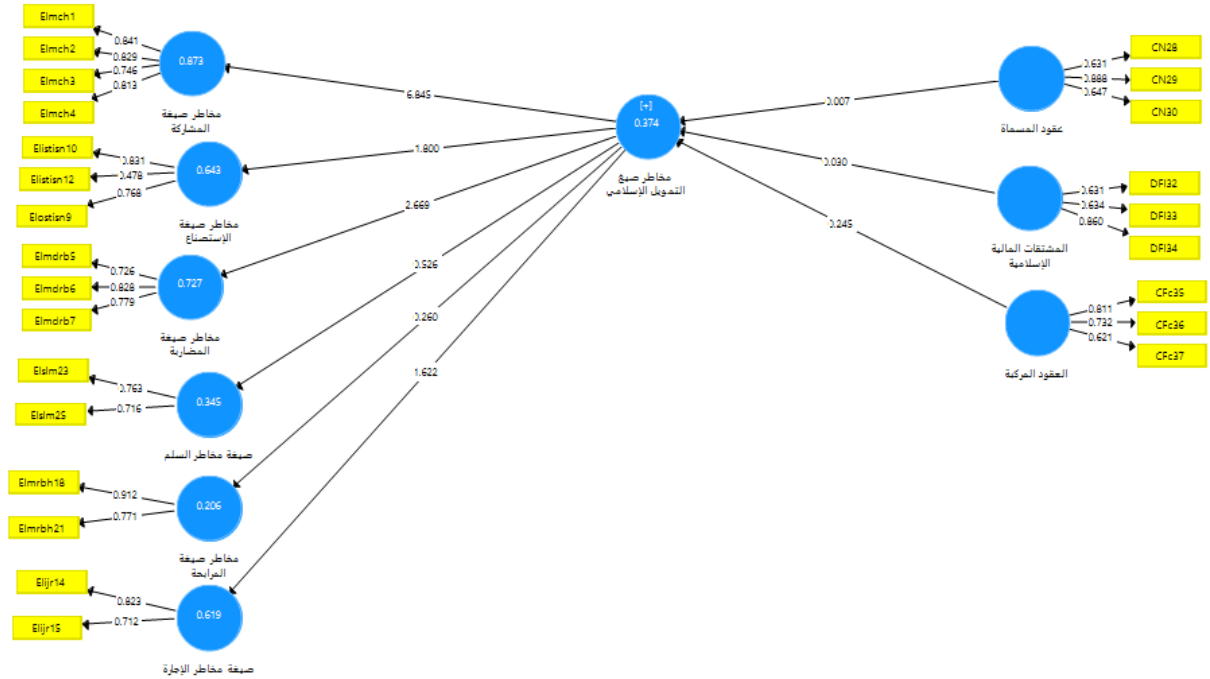 Elmch1
Elmch2
Elmch3
Elmch4
0.841
0.829
0.746
0.813
0.873
مخاطر صيغة
المشاركة
Elistisn10
Elistisn12
Elostisn9
0.831
0.478
0.768
0.643
مخاطر صيغة
الإستصناع
Elmdrb5
Elmdrb6
Elmdrb7
0.726
0.828
0.779
0.727
مخاطر صيغة
المضاربة
Elslm23
Elslm25
0.763
0.716
0.345
صيغة مخاطر السلم
Elmrbh18
Elmrbh21
0.912
0.771
0.206
مخاطر صيغة
المرابحة
Elijr14
Elijr15
0.823
0.712
0.619
صيغة مخاطر الإجارة
6.845
1.800
2.669
0.526
0.260
1.622
[+]
0.374
مخاطر صيغ
التمويل الإسلامي
0.007
0.030
0.245
عقود المسماة
0.631
0.888
0.647
CN28
CN29
CN30
المشتقات المالية
الإسلامية
0.631
0.634
0.860
DFI32
DFI33
DFI34
العقود المركبة
0.811
0.732
0.621
CFc35
CFc36
CFc37